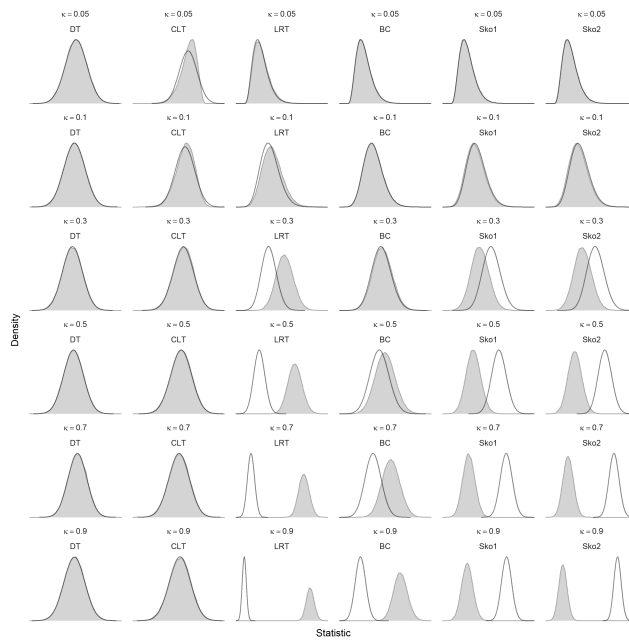 κ = 0.05 κ = 0.05 κ = 0.05 κ = 0.05 κ = 0.05 κ = 0.05
DT CLT LRT BC Sko1 Sko2
κ = 0.1 κ = 0.1 κ = 0.1 κ = 0.1 κ = 0.1 κ = 0.1
DT CLT LRT BC Sko1 Sko2
κ = 0.3 κ = 0.3 κ = 0.3 κ = 0.3 κ = 0.3 κ = 0.3
DT CLT LRT BC Sko1 Sko2
κ = 0.5 κ = 0.5 κ = 0.5 κ = 0.5 κ = 0.5 κ = 0.5
DT CLT LRT BC Sko1 Sko2
κ = 0.7 κ = 0.7 κ = 0.7 κ = 0.7 κ = 0.7 κ = 0.7
DT CLT LRT BC Sko1 Sko2
κ = 0.9 κ = 0.9 κ = 0.9 κ = 0.9 κ = 0.9 κ = 0.9
DT CLT LRT BC Sko1 Sko2
Density
Statistic